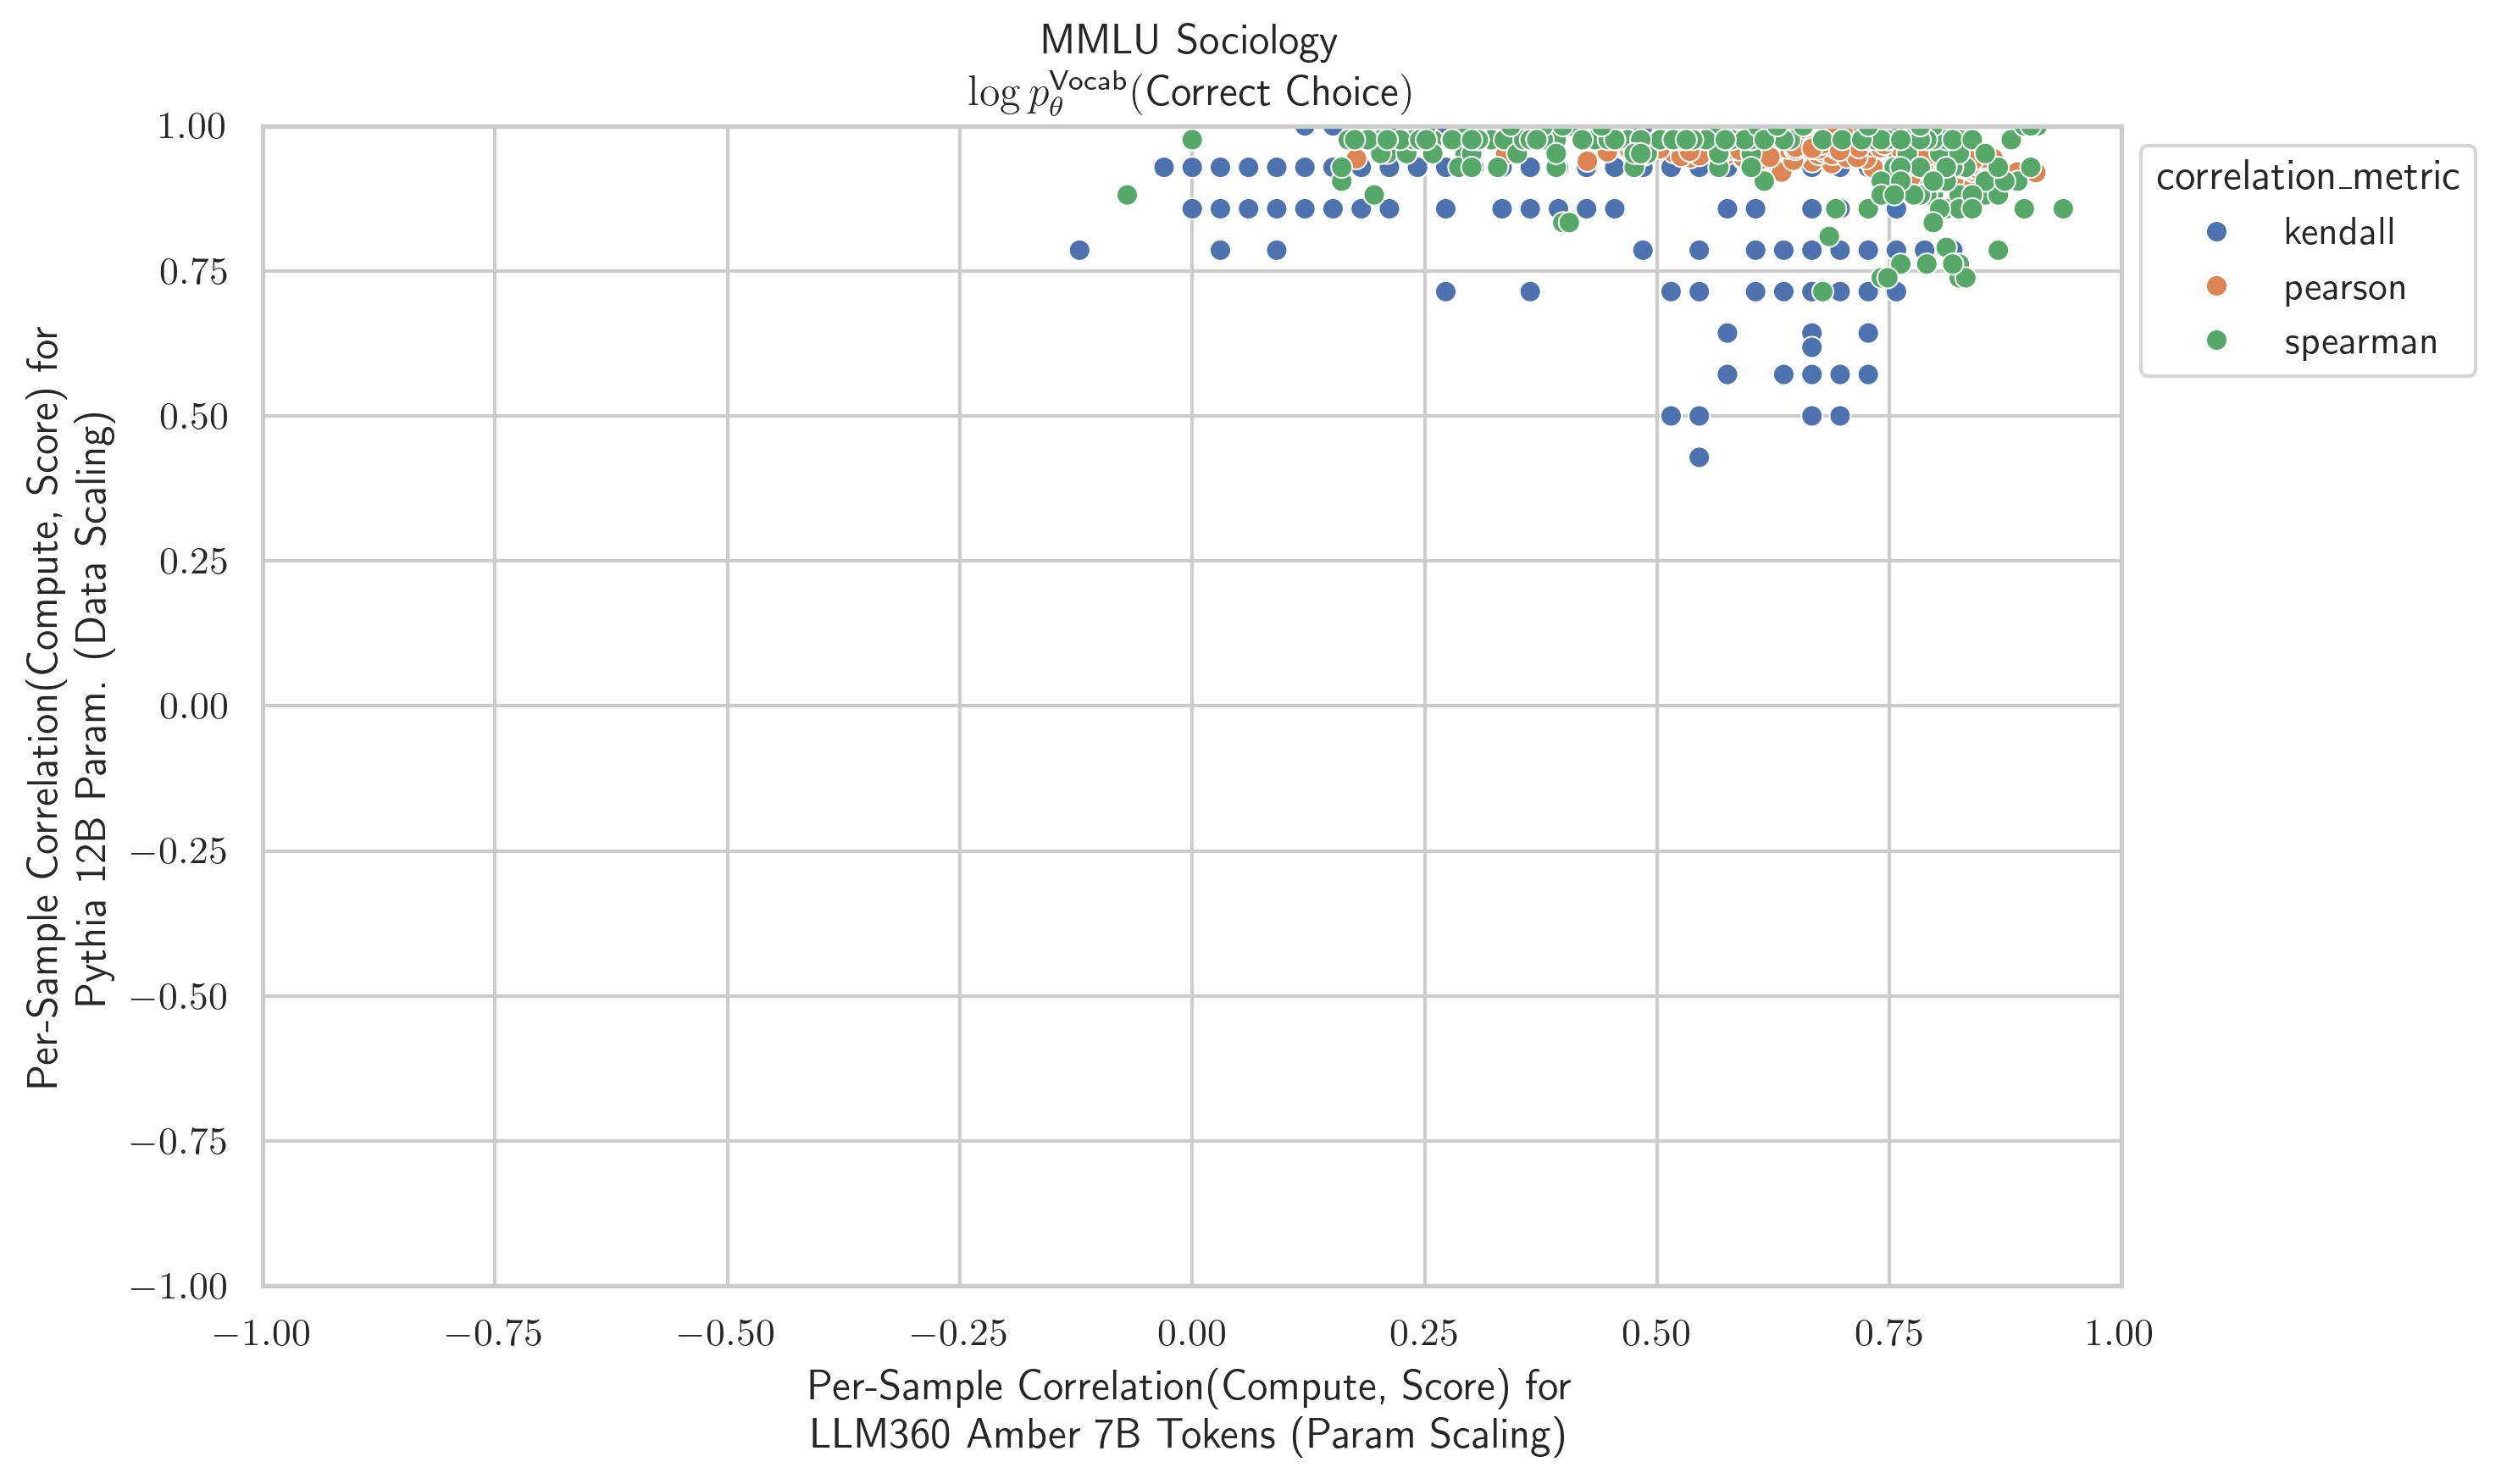 MMLU Sociology
log p_θ^Vocab(Correct Choice)
1.00
0.75
0.50
0.25
0.00
−0.25
−0.50
−0.75
−1.00
Per-Sample Correlation(Compute, Score) for
Pythia 12B Param. (Data Scaling)
−1.00
−0.75
−0.50
−0.25
0.00
0.25
0.50
0.75
1.00
Per-Sample Correlation(Compute, Score) for
LLM360 Amber 7B Tokens (Param Scaling)
correlation_metric
kendall
pearson
spearman